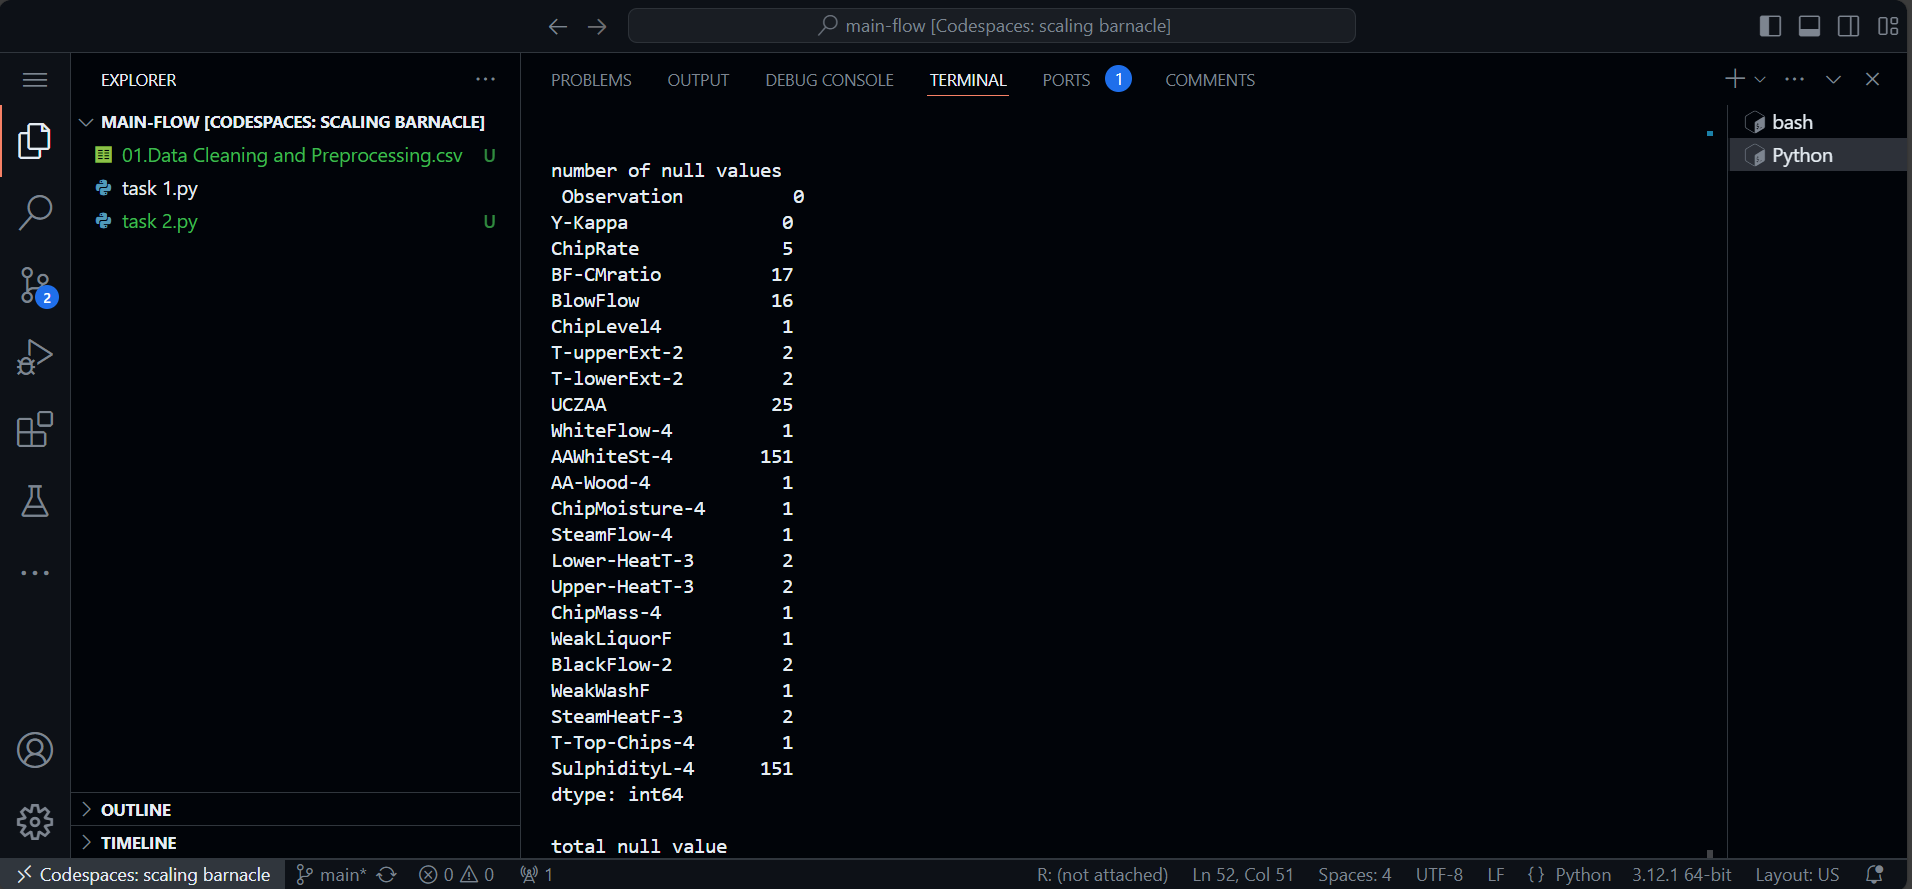 main-flow [Codespaces: scaling barnacle]
EXPLORER
MAIN-FLOW [CODESPACES: SCALING BARNACLE]
01.Data Cleaning and Preprocessing.csv U
task 1.py
task 2.py U
2
OUTLINE
TIMELINE
PROBLEMS OUTPUT DEBUG CONSOLE TERMINAL PORTS 1 COMMENTS
number of null values
Observation 0
Y-Kappa 0
ChipRate 5
BF-CMratio 17
BlowFlow 16
ChipLevel4 1
T-upperExt-2 2
T-lowerExt-2 2
UCZAA 25
WhiteFlow-4 1
AAWhiteSt-4 151
AA-Wood-4 1
ChipMoisture-4 1
SteamFlow-4 1
Lower-HeatT-3 2
Upper-HeatT-3 2
ChipMass-4 1
WeakLiquorF 1
BlackFlow-2 2
WeakWashF 1
SteamHeatF-3 2
T-Top-Chips-4 1
SulphidityL-4 151
dtype: int64
total null value
bash
Python
Codespaces: scaling barnacle main* 0 0 1 R: (not attached) Ln 52, Col 51 Spaces: 4 UTF-8 LF {} Python 3.12.1 64-bit Layout: US